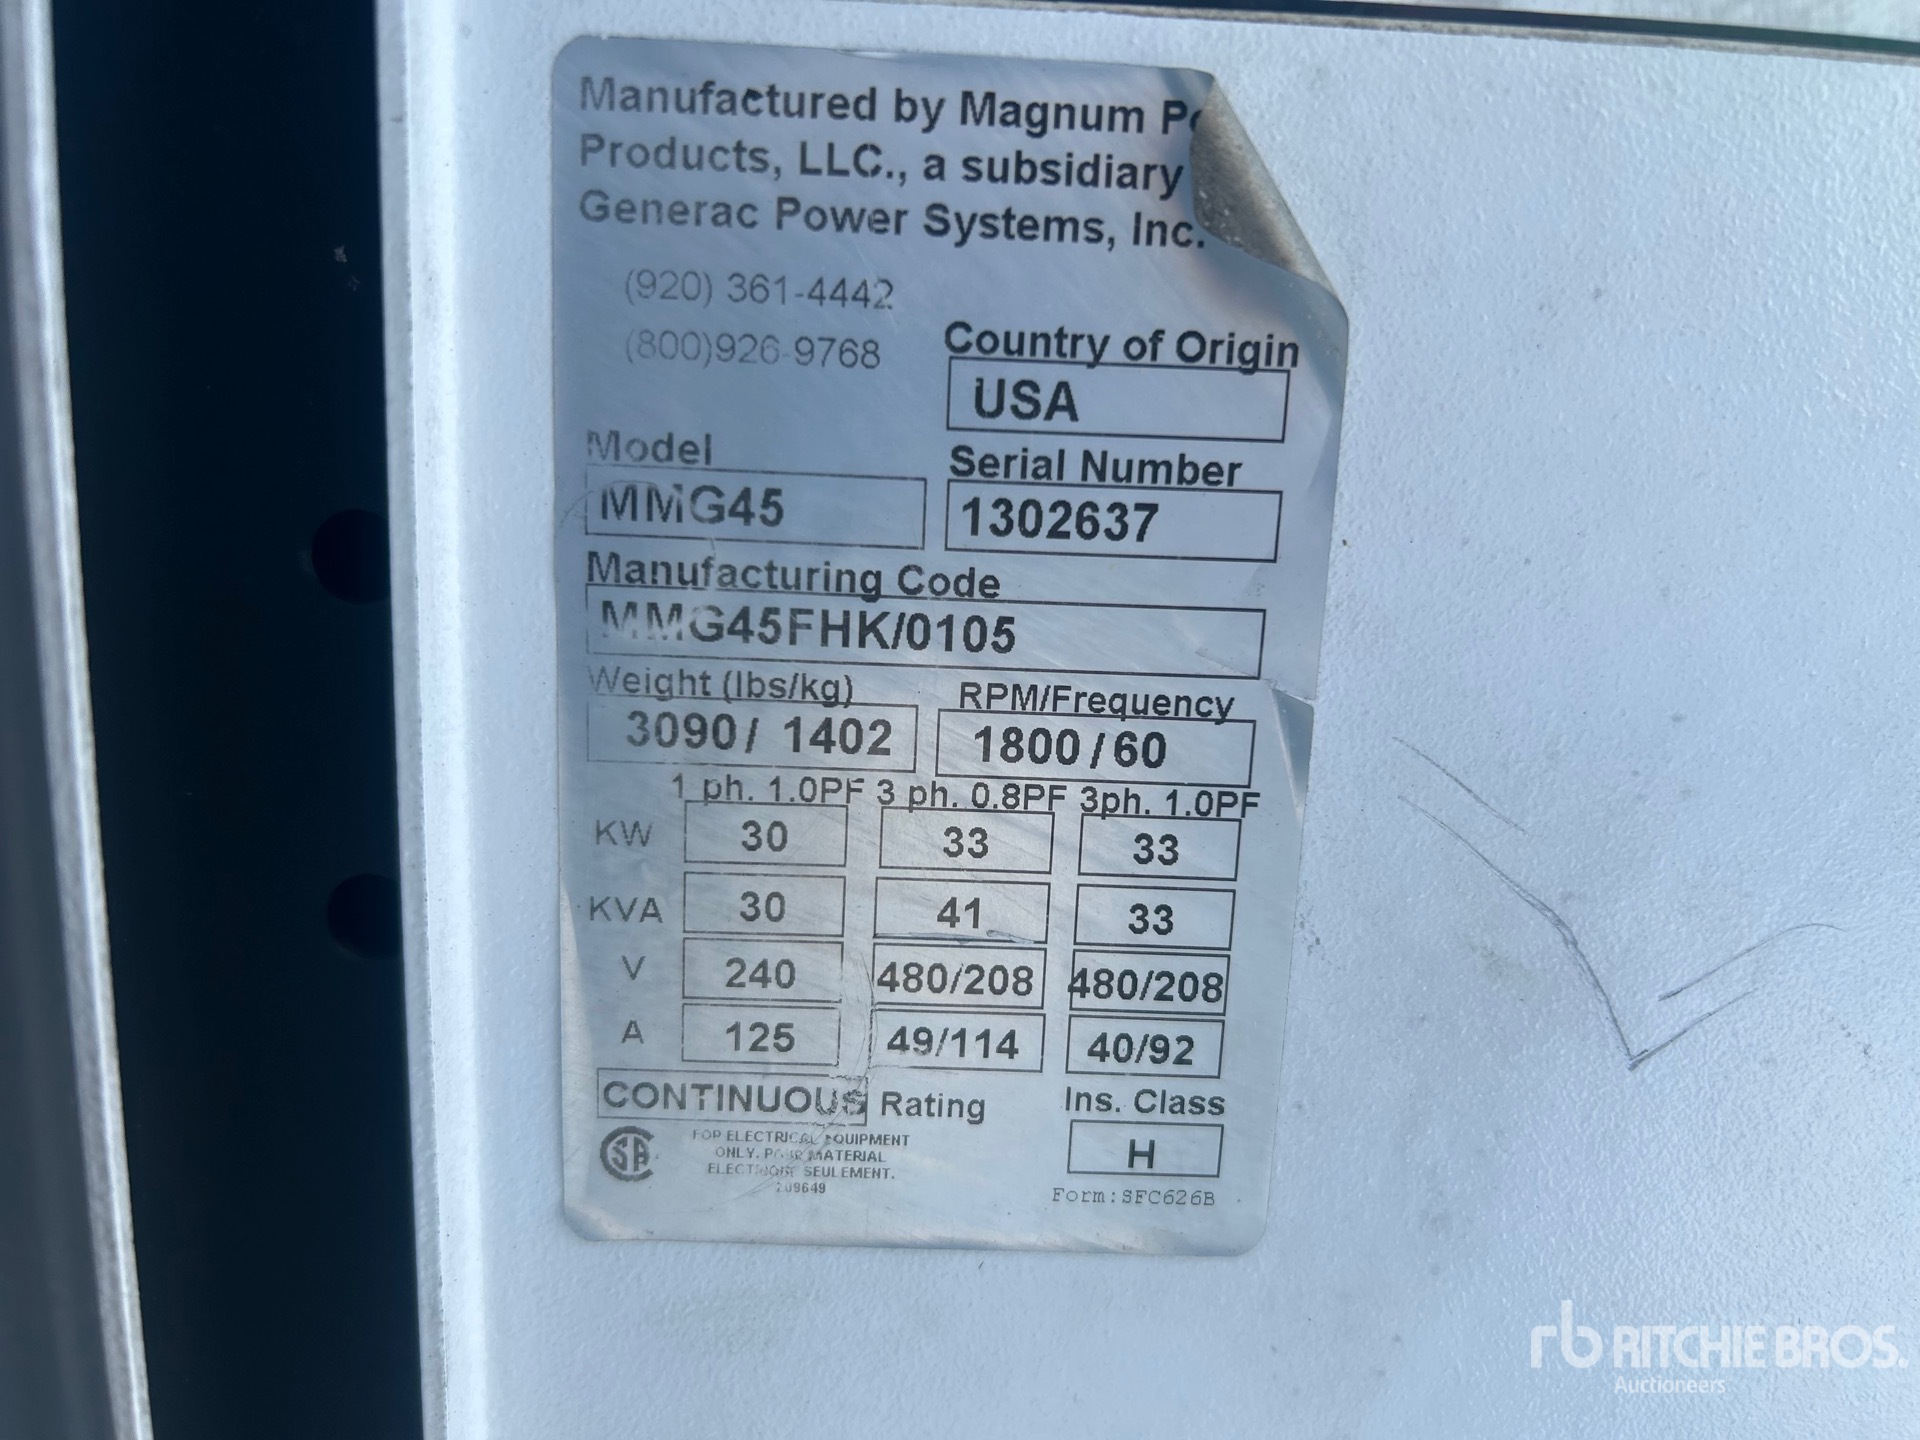 Manufactured by Magnum
Products, LLC., a subsidiary
Generac Power Systems, Inc.
(920) 361-4442
(800)926-9768
Country of Origin
USA
Model
Serial Number
MMG45
1302637
Manufacturing Code
MMG45FHK/0105
Weight (lbs/kg)
RPM/Frequency
3090/ 1402
1800/60
1 ph. 1.0PF 3 ph. 0.8PF 3ph. 1.0PF
KW 30 33 33
KVA 30 41 33
V 240 480/208 480/208
A 125 49/114 40/92
CONTINUOUS Rating
Ins. Class
H
FOR ELECTRICAL EQUIPMENT
ONLY. POUR MATERIAL
ELECTRIQUE SEULEMENT.
209649
Form:SFC626B
rb RITCHIE BROS.
Auctioneers